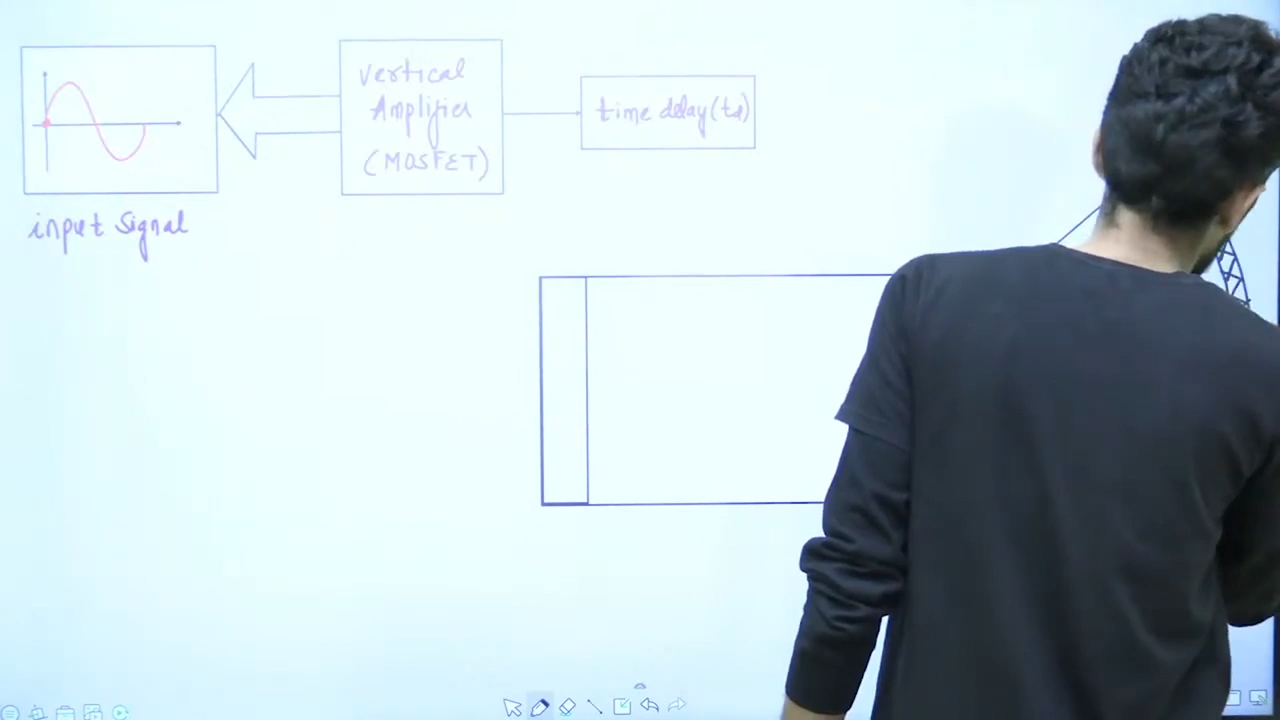 vertical
Amplifier
(MOSFET)
time delay(td)
input Signal